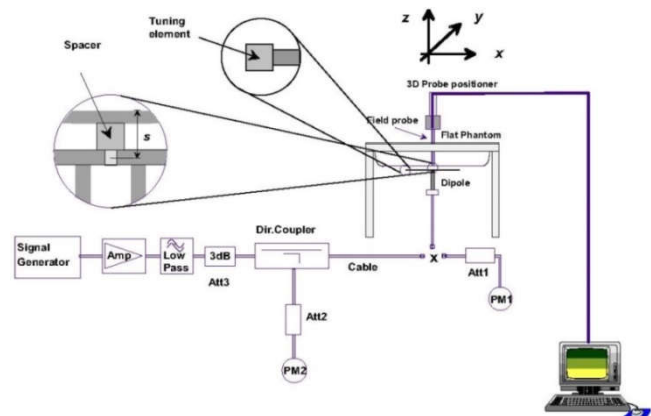 Tuning
element
Spacer
s
z
y
x
3D Probe positioner
Field probe
Flat Phantom
Dipole
Signal
Generator
Amp
Low
Pass
3dB
Att3
Dir.Coupler
Cable
x
Att1
PM1
Att2
PM2